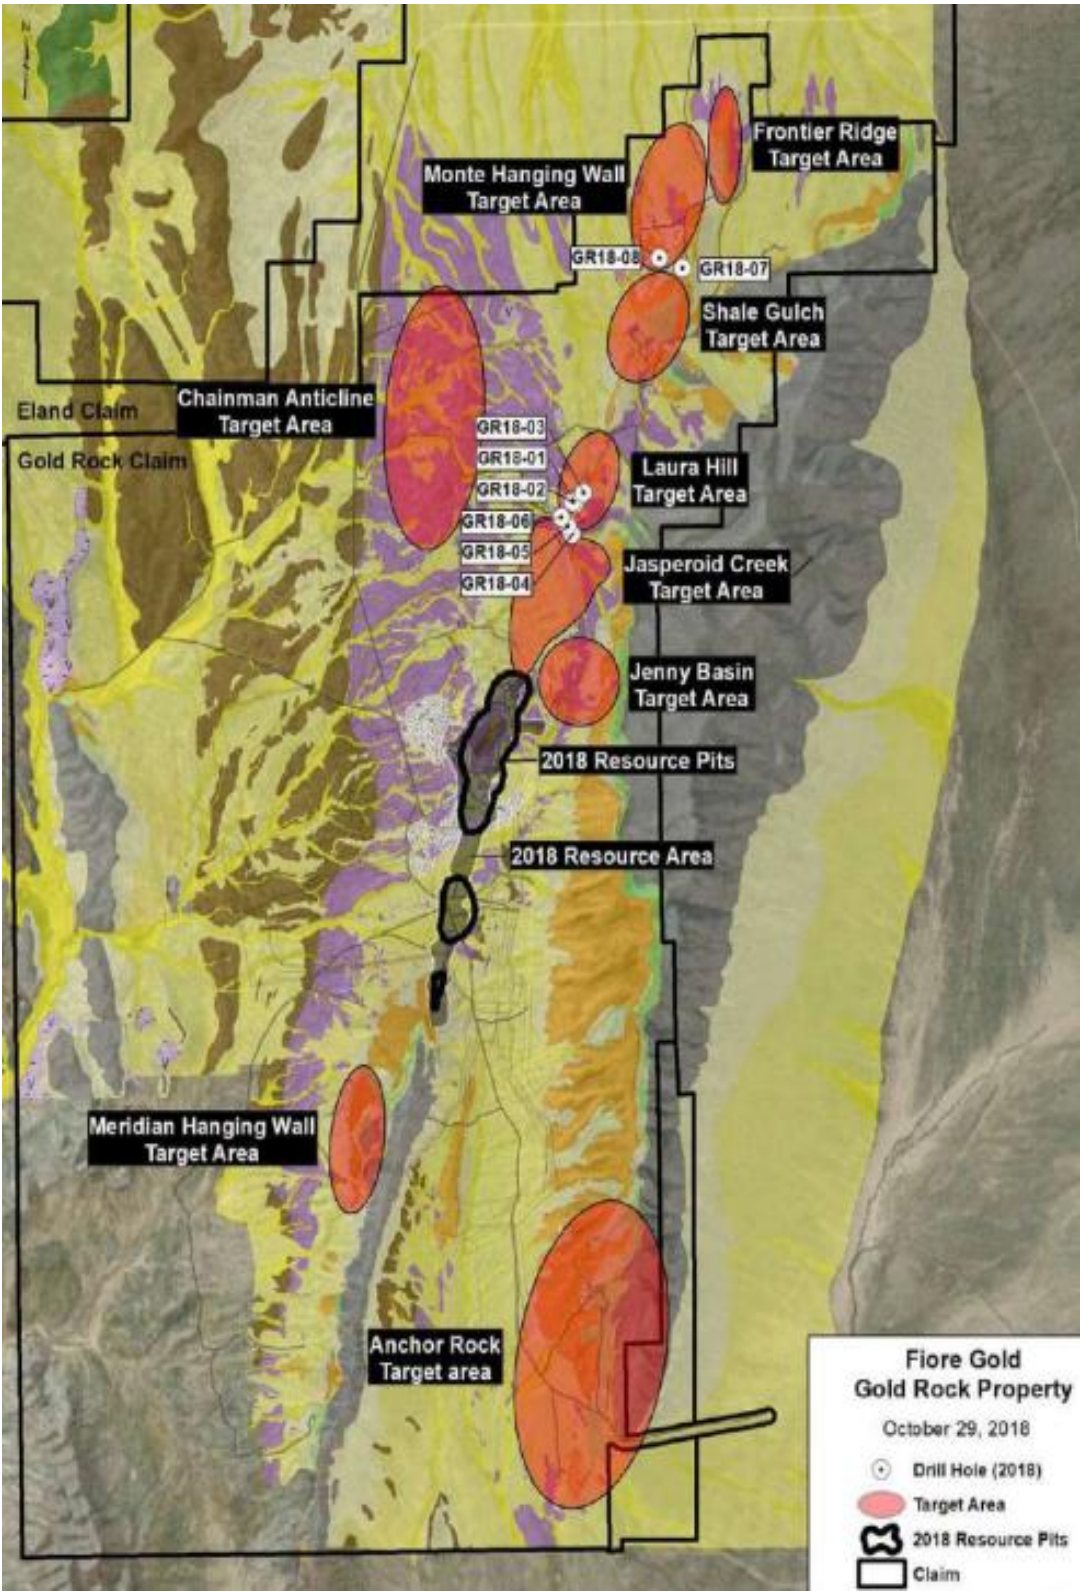 N
Frontier Ridge
Target Area
Monte Hanging Wall
Target Area
GR18-08
GR18-07
Shale Gulch
Target Area
Chainman Anticline
Target Area
Eland Claim
Gold Rock Claim
GR18-03
GR18-01
GR18-02
GR18-06
GR18-05
GR18-04
Laura Hill
Target Area
Jasperoid Creek
Target Area
Jenny Basin
Target Area
2018 Resource Pits
2018 Resource Area
Meridian Hanging Wall
Target Area
Anchor Rock
Target area
Fiore Gold
Gold Rock Property
October 29, 2018
Drill Hole (2018)
Target Area
2018 Resource Pits
Claim